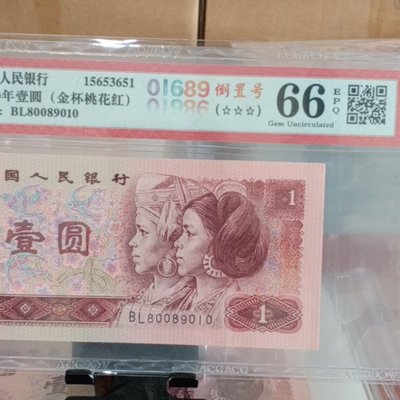 人民银行 15653651
年壹圆（金杯桃花红）
: BL80089010
01689 倒置号
01986 (☆☆☆)
66 EPQ
Gem Uncirculated
国人民银行
壹圆
1
BL80089010
1
ACGACG